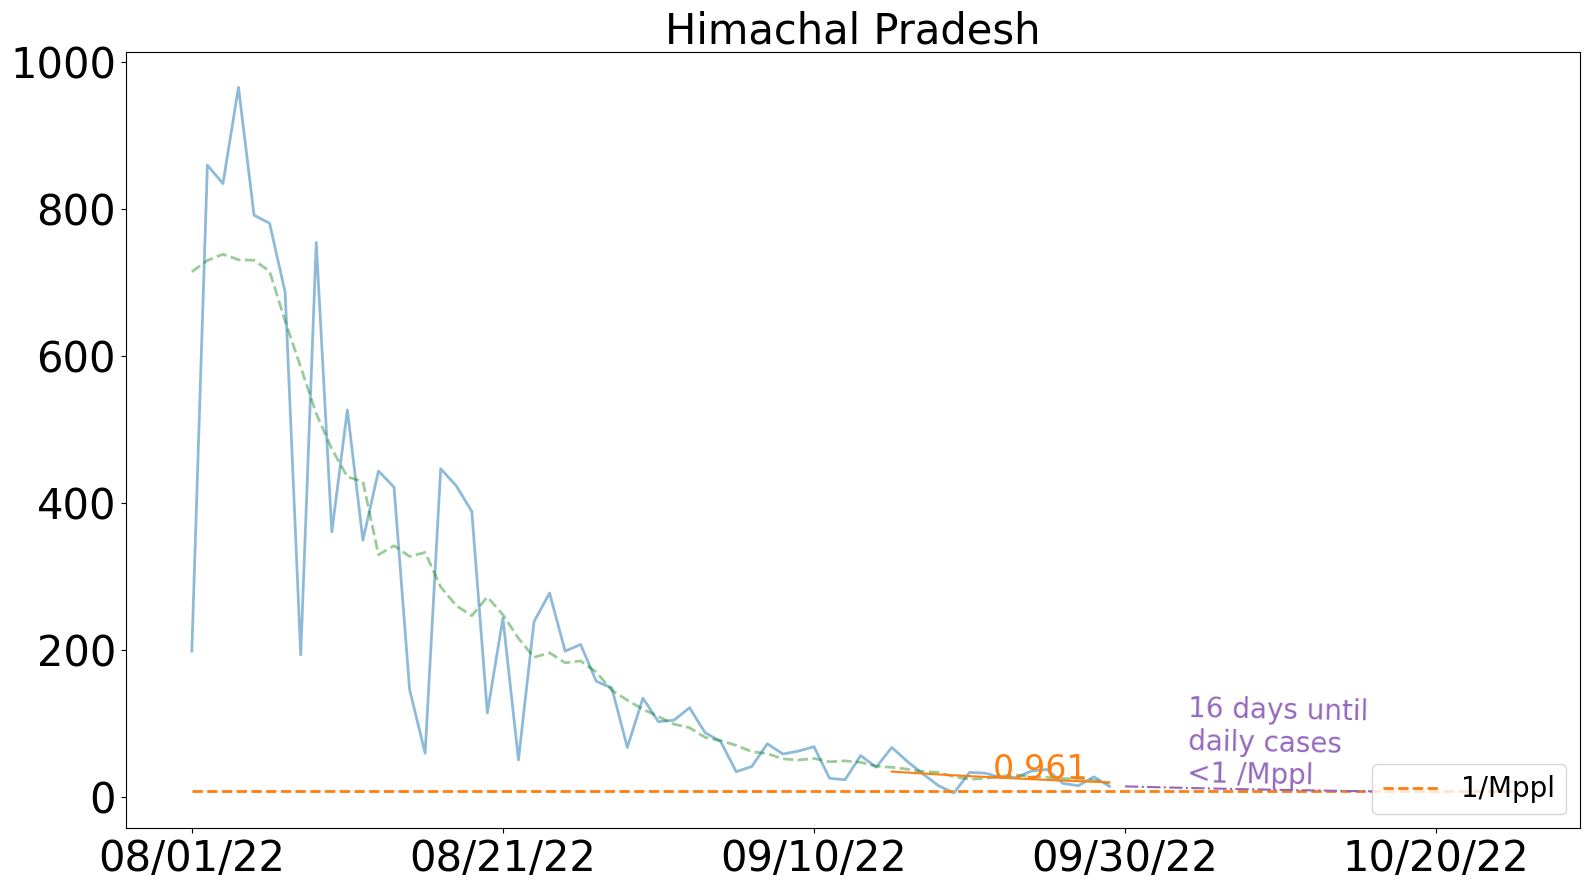 Himachal Pradesh
1000
800
600
400
200
0
0.961
16 days until
daily cases
<1 /Mppl
1/Mppl
08/01/22
08/21/22
09/10/22
09/30/22
10/20/22